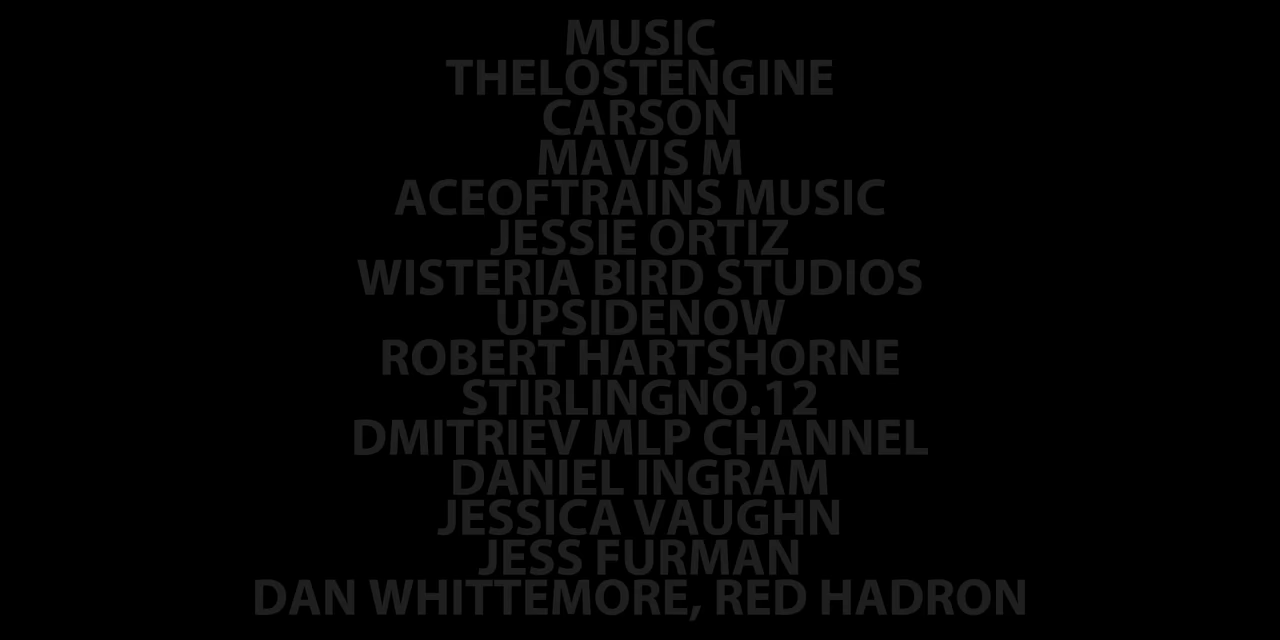 MUSIC
THELOSTENGINE
CARSON
MAVIS M
ACEOFTRAINS MUSIC
JESSIE ORTIZ
WISTERIA BIRD STUDIOS
UPSIDENOW
ROBERT HARTSHORNE
STIRLINGNO.12
DMITRIEV MLP CHANNEL
DANIEL INGRAM
JESSICA VAUGHN
JESS FURMAN
DAN WHITTEMORE, RED HADRON